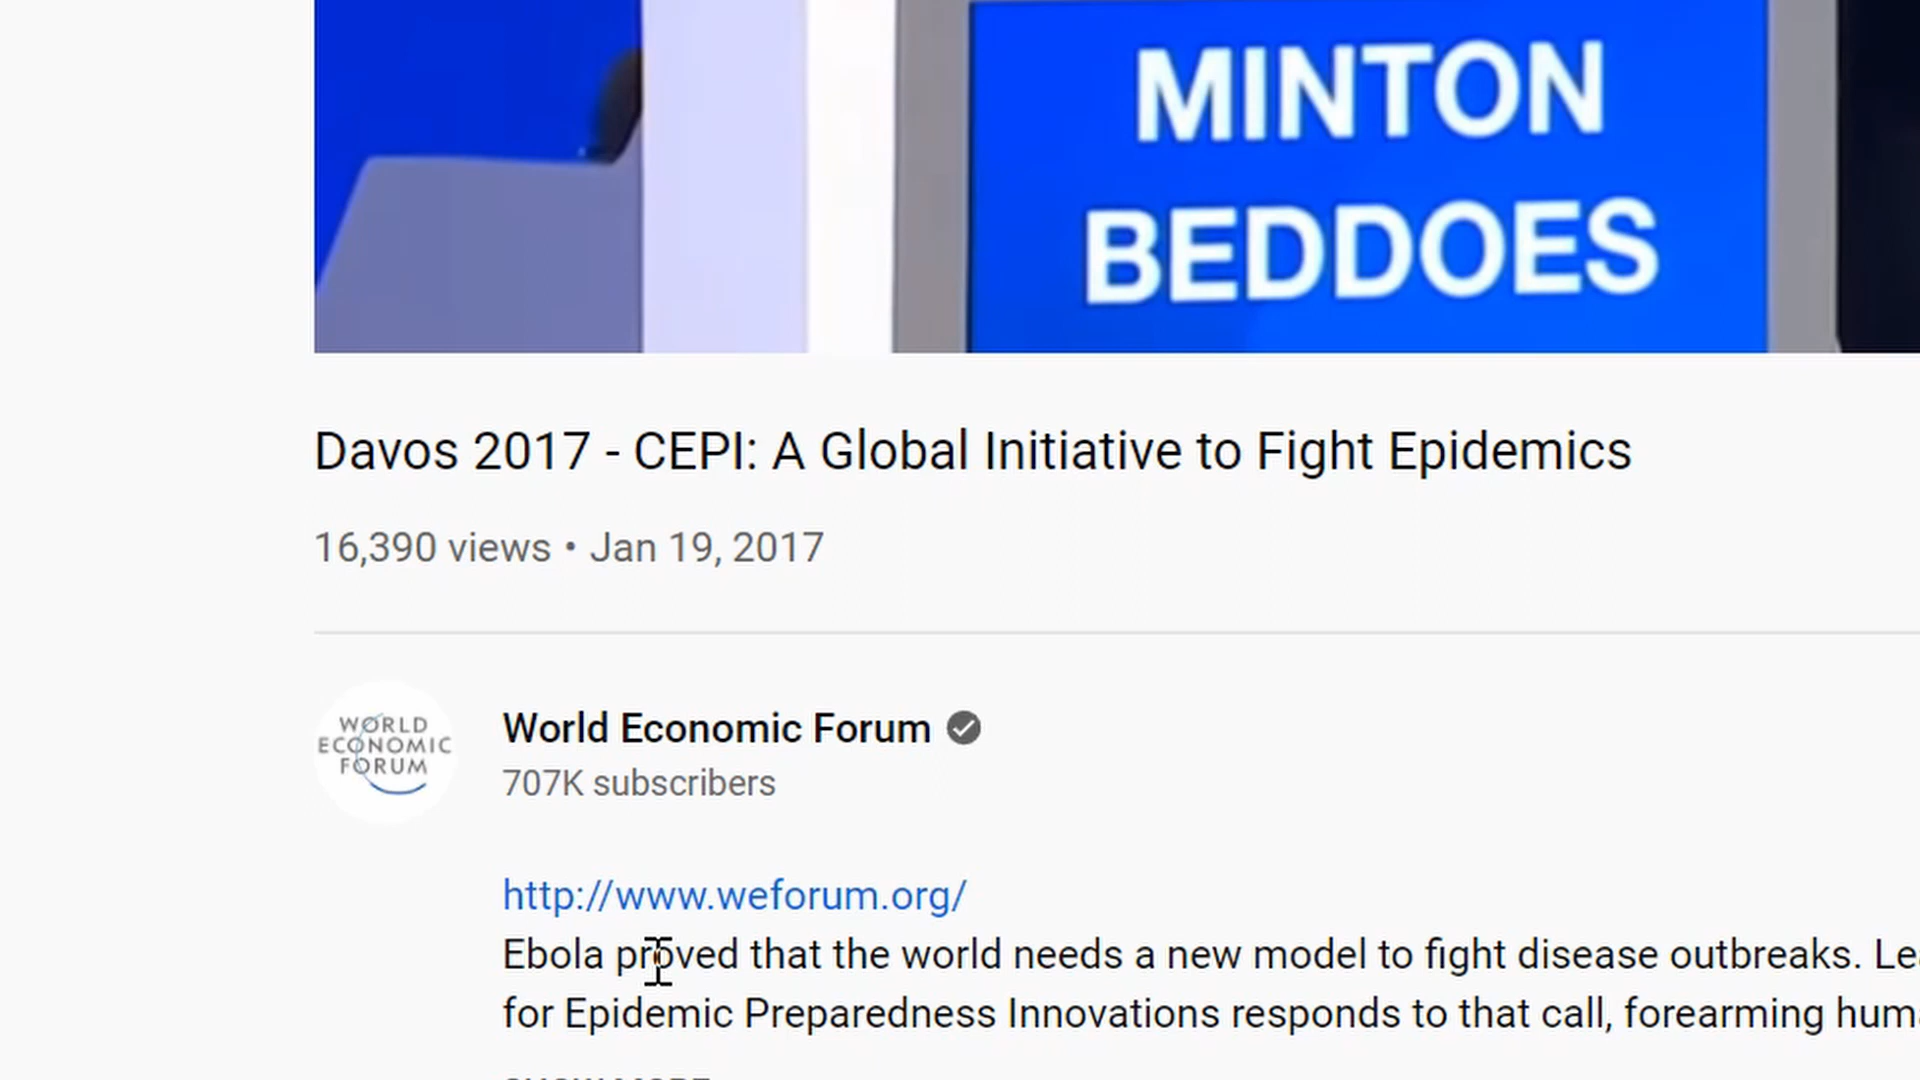 MINTON
BEDDOES
Davos 2017 - CEPI: A Global Initiative to Fight Epidemics
16,390 views • Jan 19, 2017
WORLD
ECONOMIC
FORUM
World Economic Forum
707K subscribers
http://www.weforum.org/
Ebola proved that the world needs a new model to fight disease outbreaks.
for Epidemic Preparedness Innovations responds to that call, forearming